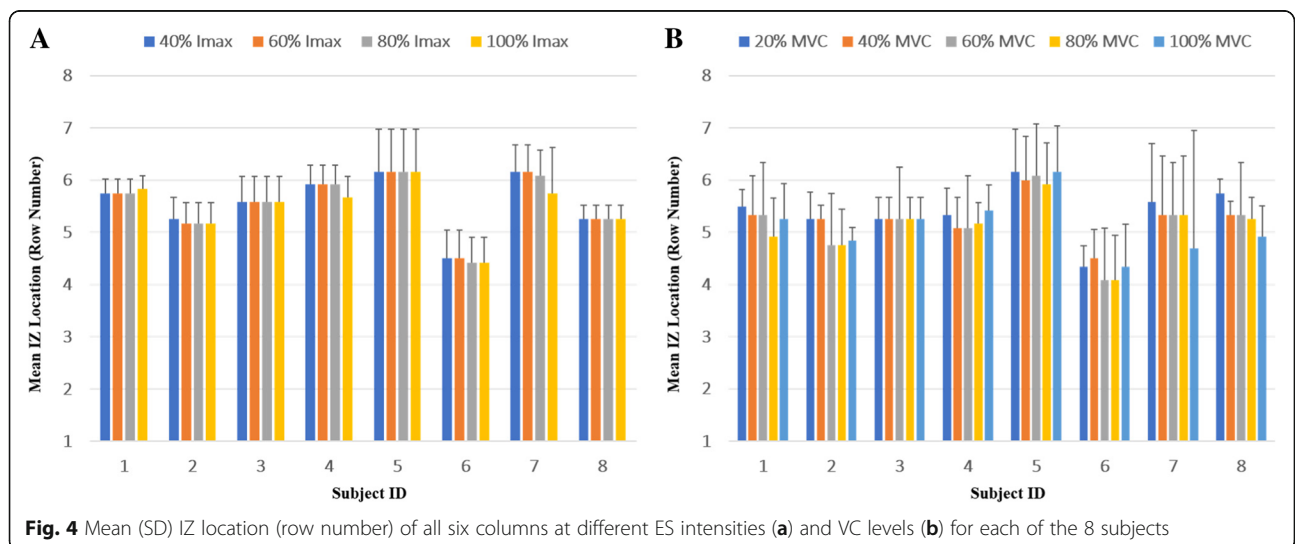 A
40% Imax 60% Imax 80% Imax 100% Imax
8
7
6
5
4
3
2
1
Mean IZ Location (Row Number)
1 2 3 4 5 6 7 8
Subject ID
B
20% MVC 40% MVC 60% MVC 80% MVC 100% MVC
8
7
6
5
4
3
2
1
Mean IZ Location (Row Number)
1 2 3 4 5 6 7 8
Subject ID
Fig. 4 Mean (SD) IZ location (row number) of all six columns at different ES intensities (a) and VC levels (b) for each of the 8 subjects